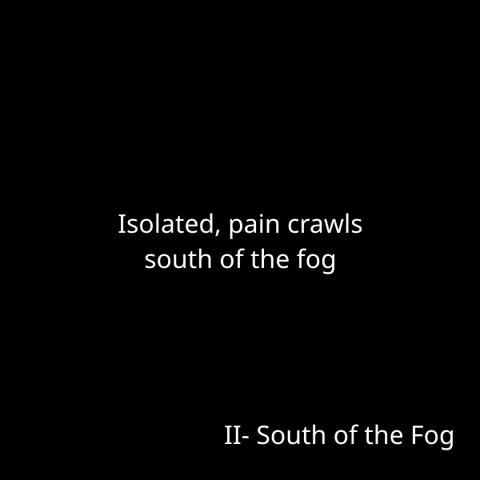 Isolated, pain crawls
south of the fog
II- South of the Fog